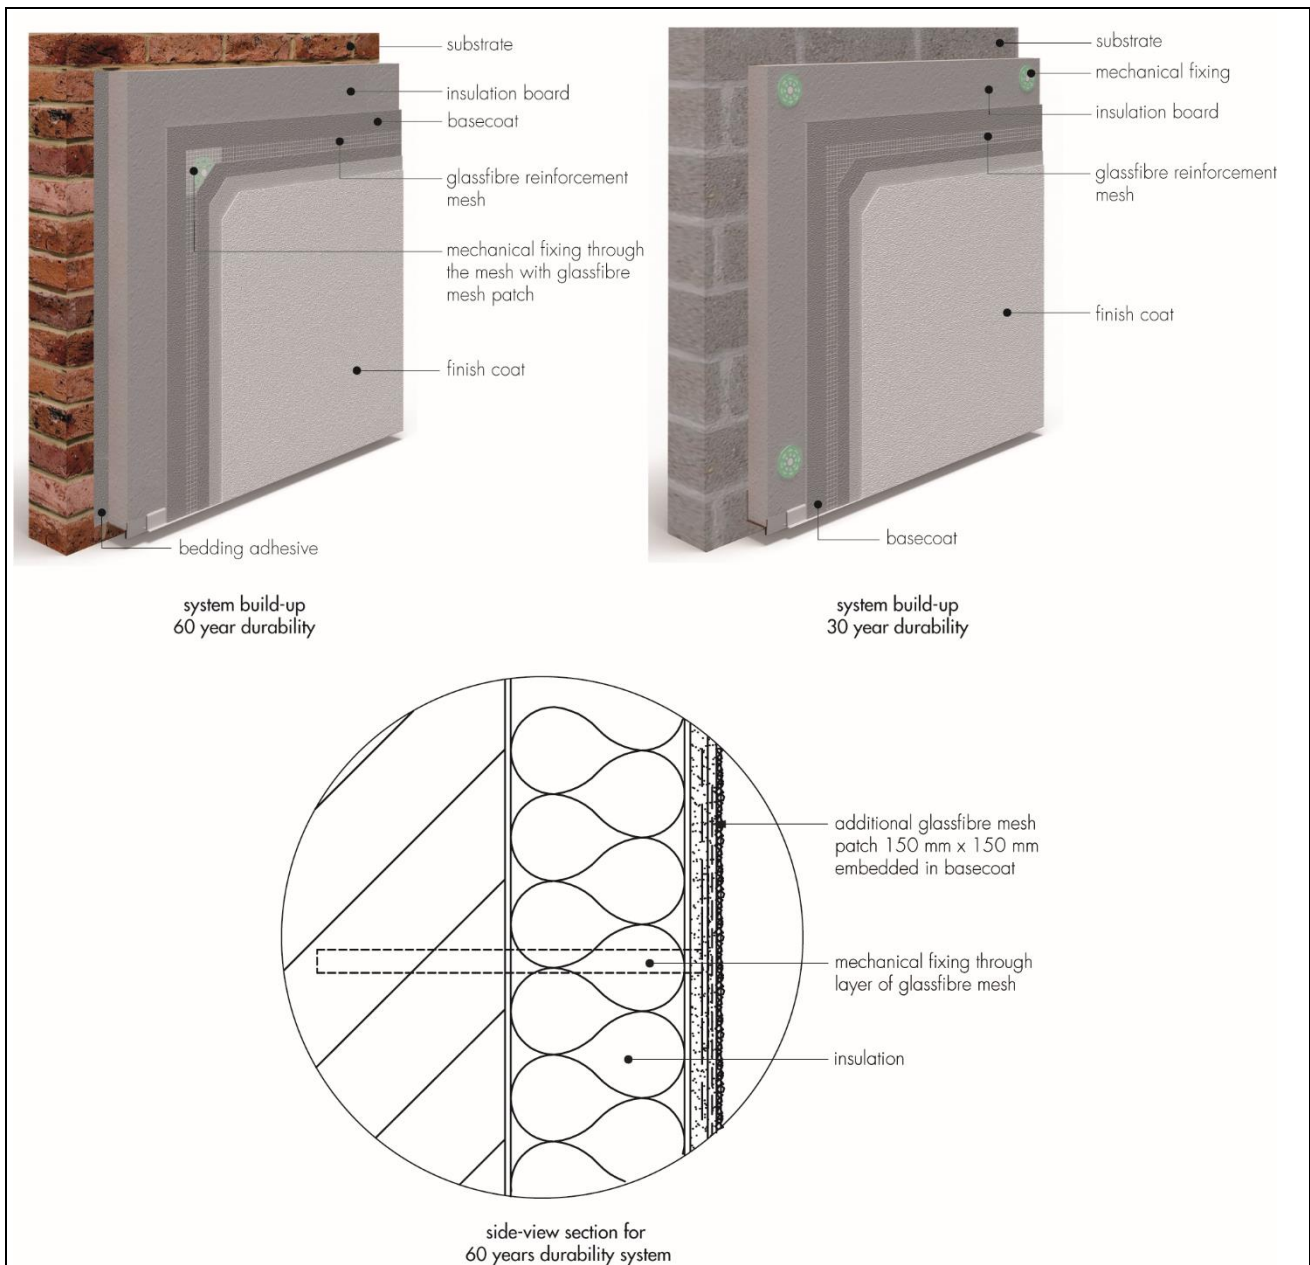 substrate
insulation board
basecoat
glassfibre reinforcement
mesh
mechanical fixing through
the mesh with glassfibre
mesh patch
finish coat
bedding adhesive
system build-up
60 year durability
substrate
mechanical fixing
insulation board
glassfibre reinforcement
mesh
finish coat
basecoat
system build-up
30 year durability
additional glassfibre mesh
patch 150 mm x 150 mm
embedded in basecoat
mechanical fixing through
layer of glassfibre mesh
insulation
side-view section for
60 years durability system